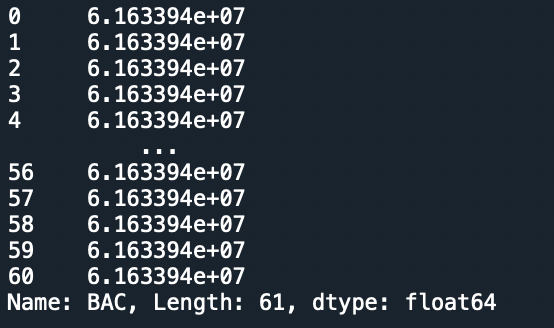 0     6.163394e+07
1     6.163394e+07
2     6.163394e+07
3     6.163394e+07
4     6.163394e+07
          ...
56    6.163394e+07
57    6.163394e+07
58    6.163394e+07
59    6.163394e+07
60    6.163394e+07
Name: BAC, Length: 61, dtype: float64